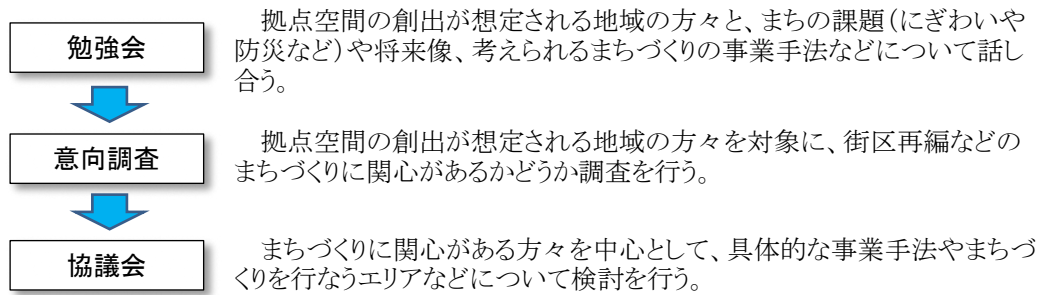 勉強会
拠点空間の創出が想定される地域の方々と、まちの課題(にぎわいや
防災など)や将来像、考えられるまちづくりの事業手法などについて話し
合う。
意向調査
拠点空間の創出が想定される地域の方々を対象に、街区再編などの
まちづくりに関心があるかどうか調査を行う。
協議会
まちづくりに関心がある方々を中心として、具体的な事業手法やまちづ
くりを行なうエリアなどについて検討を行う。